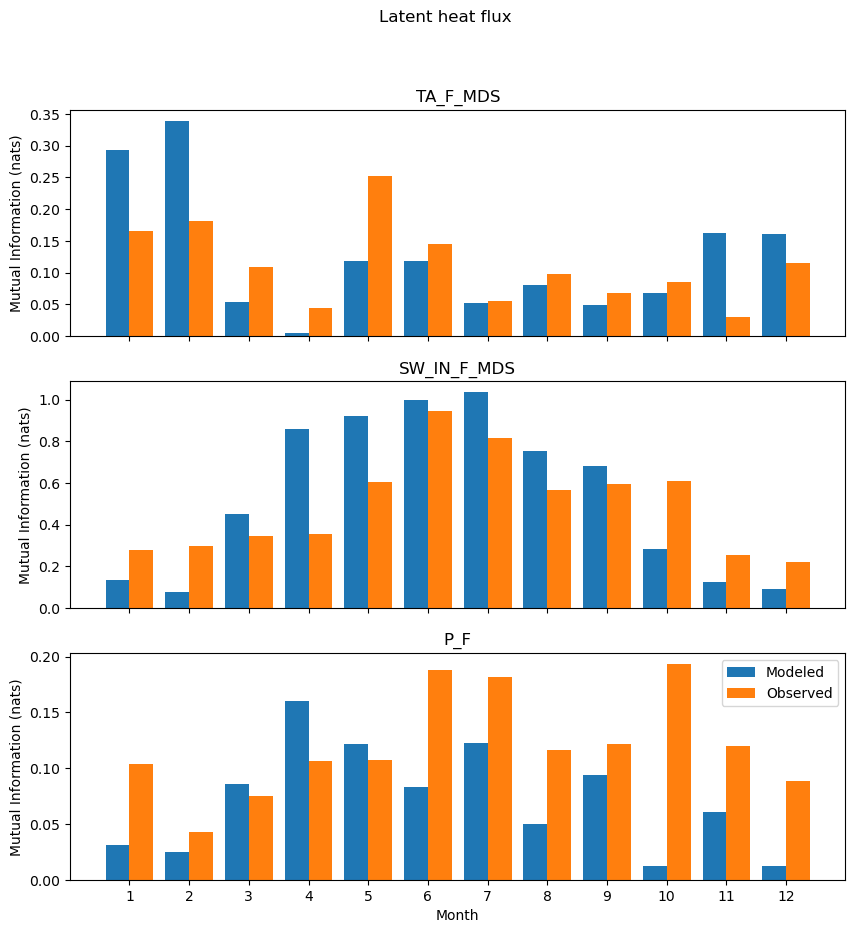 Latent heat flux
TA_F_MDS
Mutual Information (nats)
0.35
0.30
0.25
0.20
0.15
0.10
0.05
0.00
SW_IN_F_MDS
Mutual Information (nats)
1.0
0.8
0.6
0.4
0.2
0.0
P_F
Mutual Information (nats)
0.20
0.15
0.10
0.05
0.00
Modeled
Observed
1 2 3 4 5 6 7 8 9 10 11 12
Month